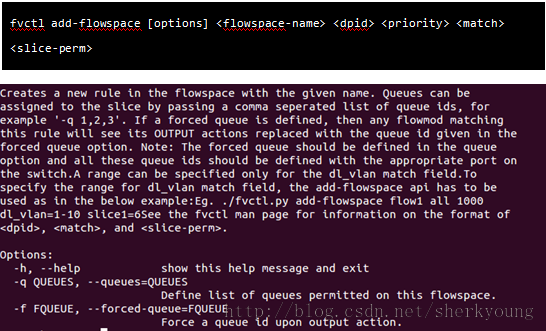 fvctl add-flowspace [options] <flowspace-name> <dpid> <priority> <match>
<slice-perm>
Creates a new rule in the flowspace with the given name. Queues can be
assigned to the slice by passing a comma seperated list of queue ids, for
example '-q 1,2,3'. If a forced queue is defined, then any flowmod matching
this rule will see its OUTPUT actions replaced with the queue id given in the
forced queue option. Note: The forced queue should be defined in the queue
option and all these queue ids should be defined with the appropriate port on
the switch.A range can be specified only for the dl_vlan match field.To
specify the range for dl_vlan match field, the add-flowspace api has to be
used as in the below example:Eg. ./fvctl.py add-flowspace flow1 all 1000
dl_vlan=1-10 slice1=6See the fvctl man page for information on the format of
<dpid>, <match>, and <slice-perm>.
Options:
-h, --help show this help message and exit
-q QUEUES, --queues=QUEUES
Define list of queues permitted on this flowspace.
-f FQUEUE, --forced-queue=FQUEUE
http://blog.csdn.net/sherkyoung
Force a queue id upon output action.